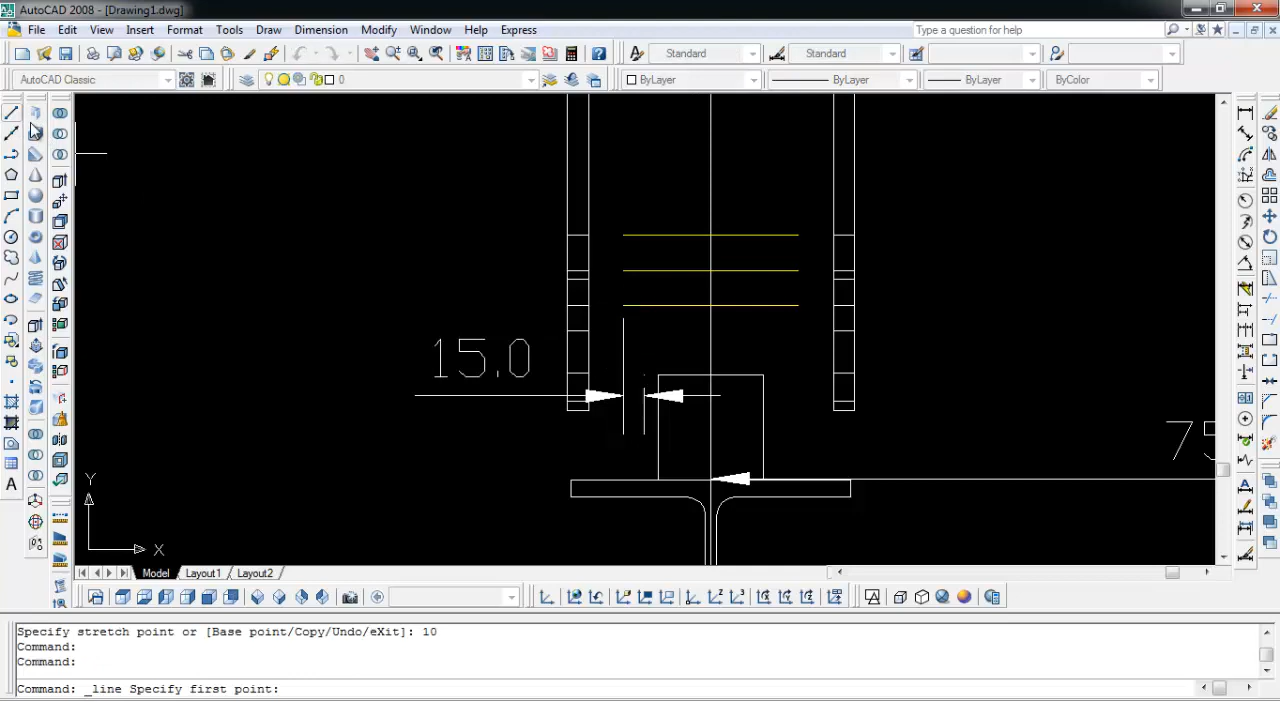 AutoCAD 2008 - [Drawing1.dwg]
File Edit View Insert Format Tools Draw Dimension Modify Window Help Express
Type a question for help
Standard Standard
AutoCAD Classic 0 ByLayer ByLayer ByLayer ByColor
15.0
75
Y
X
A
Model Layout1 Layout2
Specify stretch point or [Base point/Copy/Undo/eXit]: 10
Command:
Command:
Command: _line Specify first point: